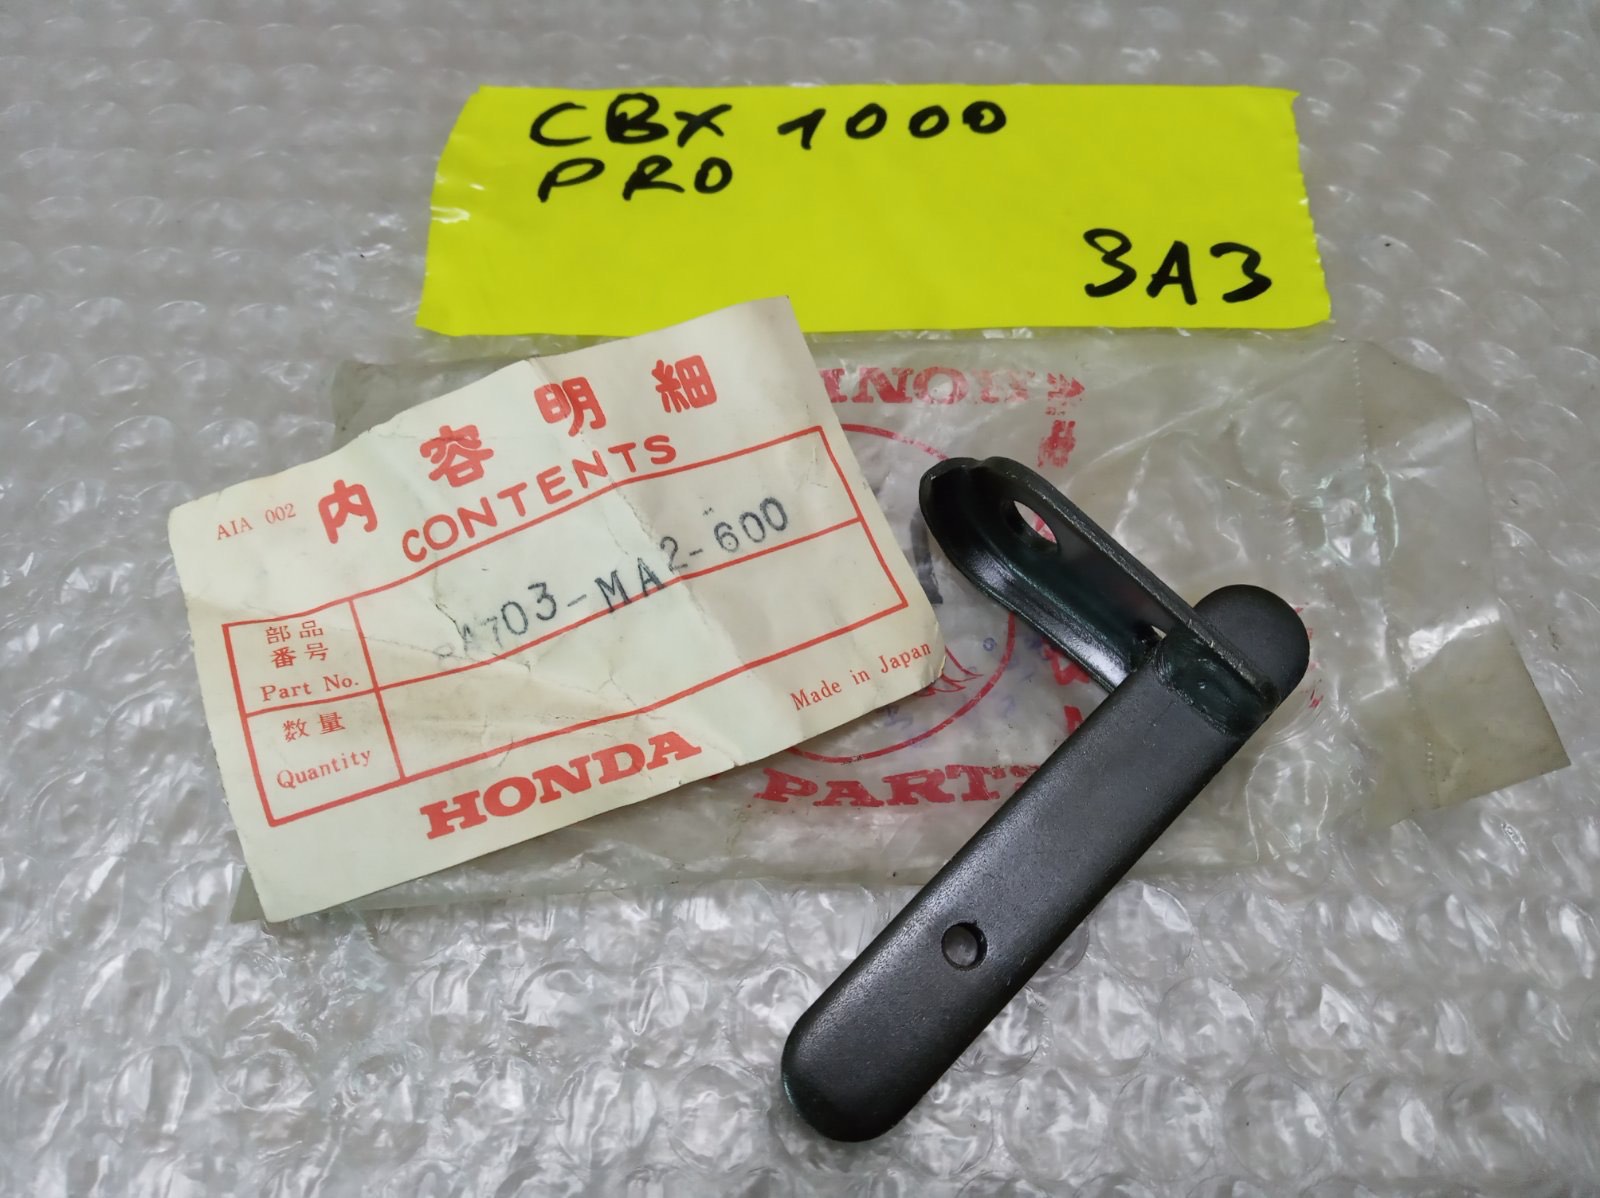 CBX 1000
PRO
3A3
AIA 002
内容明細
CONTENTS
部品
番号
Part No.
703-MA2-600
数量
Quantity
Made in Japan
HONDA
PARTS